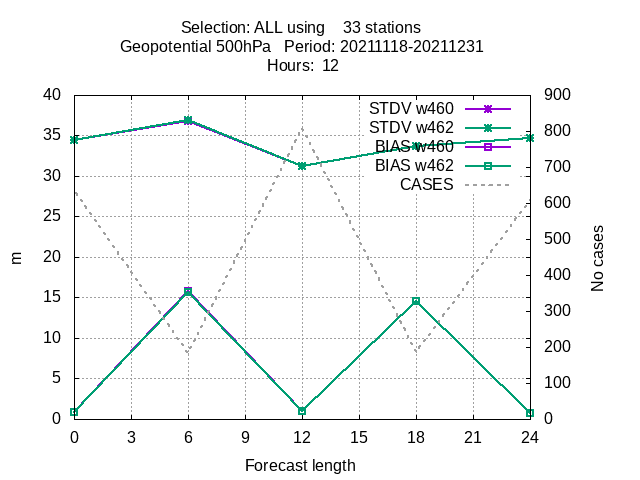 Selection: ALL using    33 stations
Geopotential 500hPa   Period: 20211118-20211231
Hours:  12
40
35
30
25
20
15
10
5
0
m
STDV w460
STDV w462
BIAS w460
BIAS w462
CASES
900
800
700
600
500
400
300
200
100
0
No cases
0 3 6 9 12 15 18 21 24
Forecast length